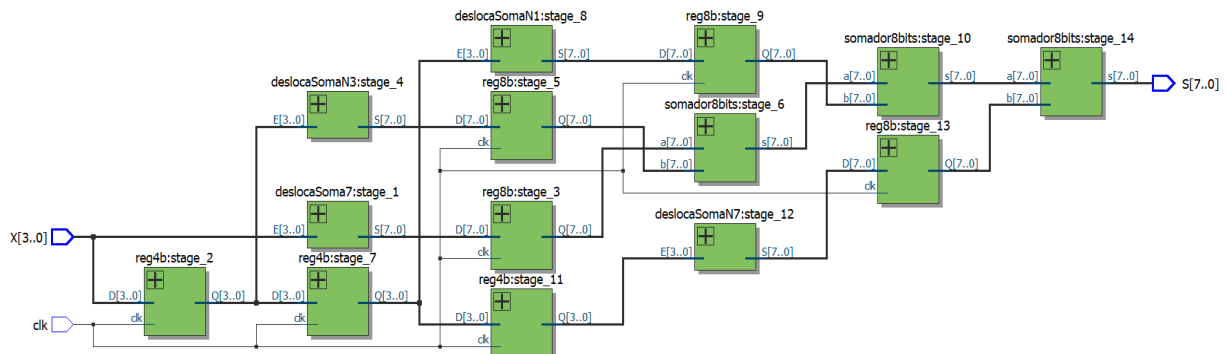 deslocaSomaN1:stage_8
E[3..0] S[7..0]
reg8b:stage_9
D[7..0] Q[7..0]
clk
somador8bits:stage_10
a[7..0] s[7..0]
b[7..0]
somador8bits:stage_14
a[7..0] s[7..0]
b[7..0]
S[7..0]
deslocaSomaN3:stage_4
E[3..0] S[7..0]
reg8b:stage_5
D[7..0] Q[7..0]
clk
somador8bits:stage_6
a[7..0] s[7..0]
b[7..0]
reg8b:stage_13
D[7..0] Q[7..0]
clk
deslocaSoma7:stage_1
E[3..0] S[7..0]
reg8b:stage_3
D[7..0] Q[7..0]
clk
deslocaSomaN7:stage_12
E[3..0] S[7..0]
X[3..0]
reg4b:stage_2
D[3..0] Q[3..0]
clk
reg4b:stage_7
D[3..0] Q[3..0]
clk
reg4b:stage_11
D[3..0] Q[3..0]
clk
clk